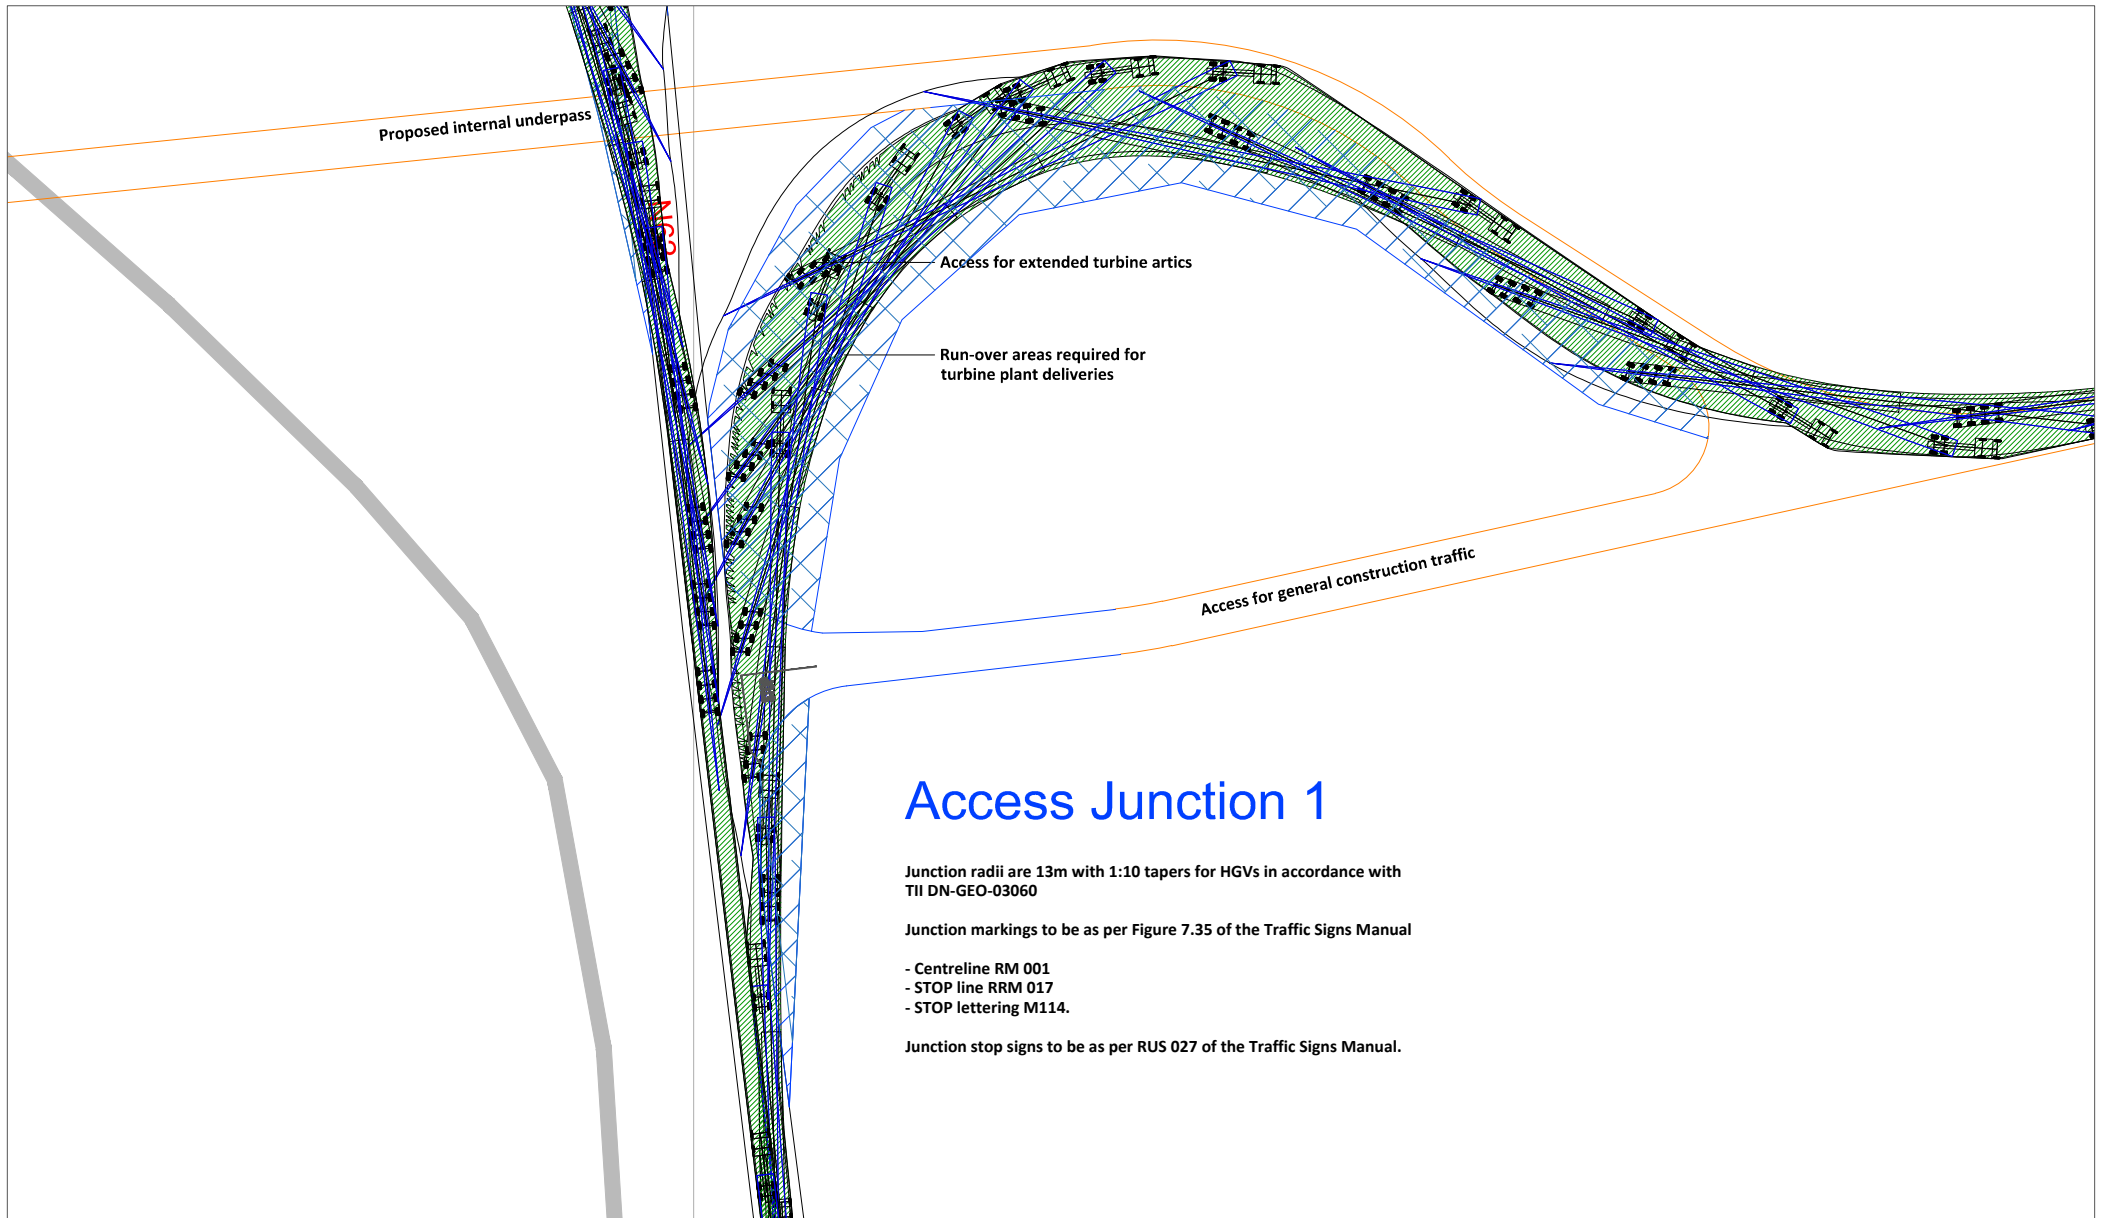 Proposed internal underpass
N62
Access for extended turbine artics
Run-over areas required for
turbine plant deliveries
Access for general construction traffic
Access Junction 1
Junction radii are 13m with 1:10 tapers for HGVs in accordance with
TII DN-GEO-03060
Junction markings to be as per Figure 7.35 of the Traffic Signs Manual
- Centreline RM 001
- STOP line RRM 017
- STOP lettering M114.
Junction stop signs to be as per RUS 027 of the Traffic Signs Manual.